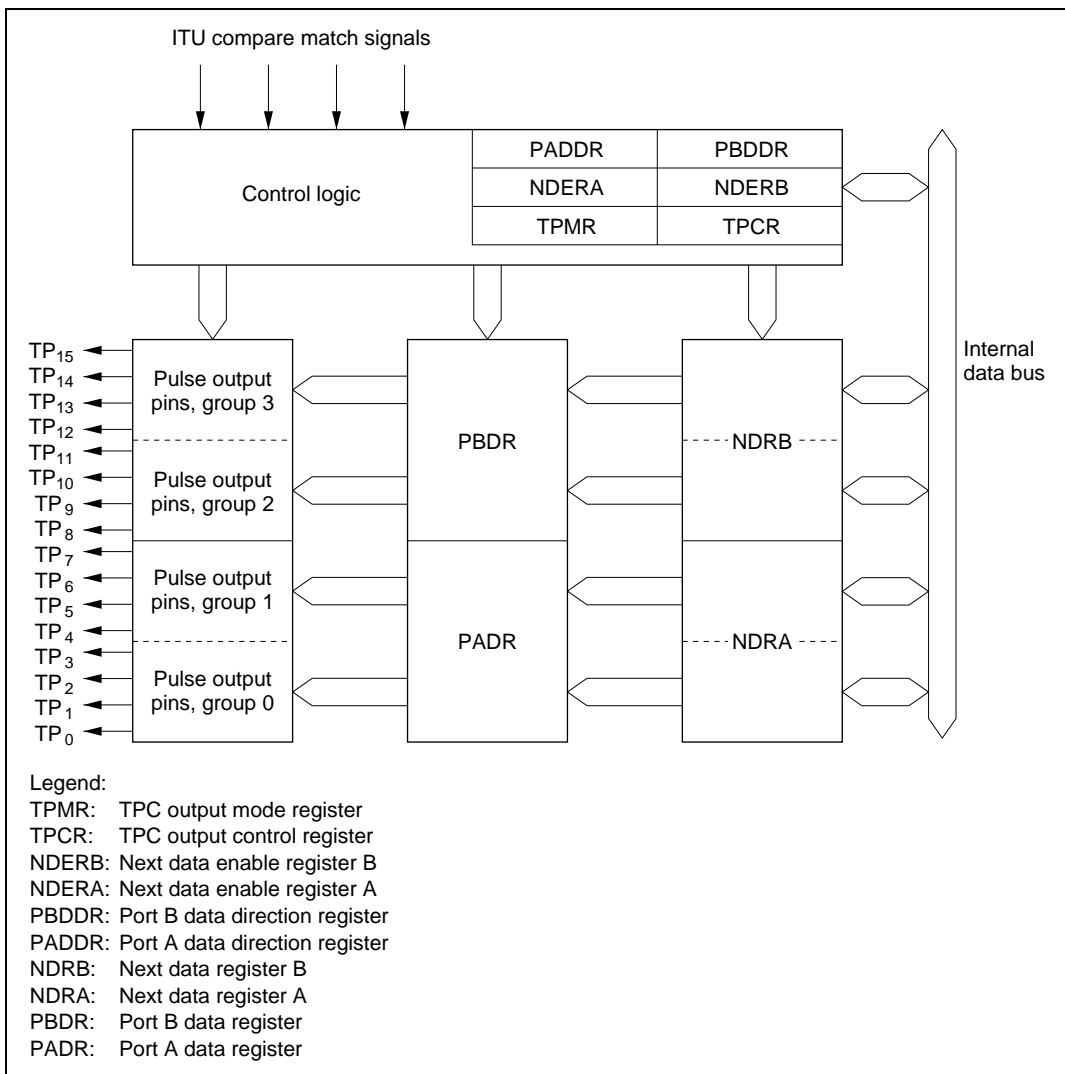 ITU compare match signals
Control logic
PADDR
PBDDR
NDERA
NDERB
TPMR
TPCR
Internal
data bus
TP15
TP14
TP13
TP12
TP11
TP10
TP9
TP8
TP7
TP6
TP5
TP4
TP3
TP2
TP1
TP0
Pulse output
pins, group 3
Pulse output
pins, group 2
Pulse output
pins, group 1
Pulse output
pins, group 0
PBDR
PADR
NDRB
NDRA
Legend:
TPMR: TPC output mode register
TPCR: TPC output control register
NDERB: Next data enable register B
NDERA: Next data enable register A
PBDDR: Port B data direction register
PADDR: Port A data direction register
NDRB: Next data register B
NDRA: Next data register A
PBDR: Port B data register
PADR: Port A data register